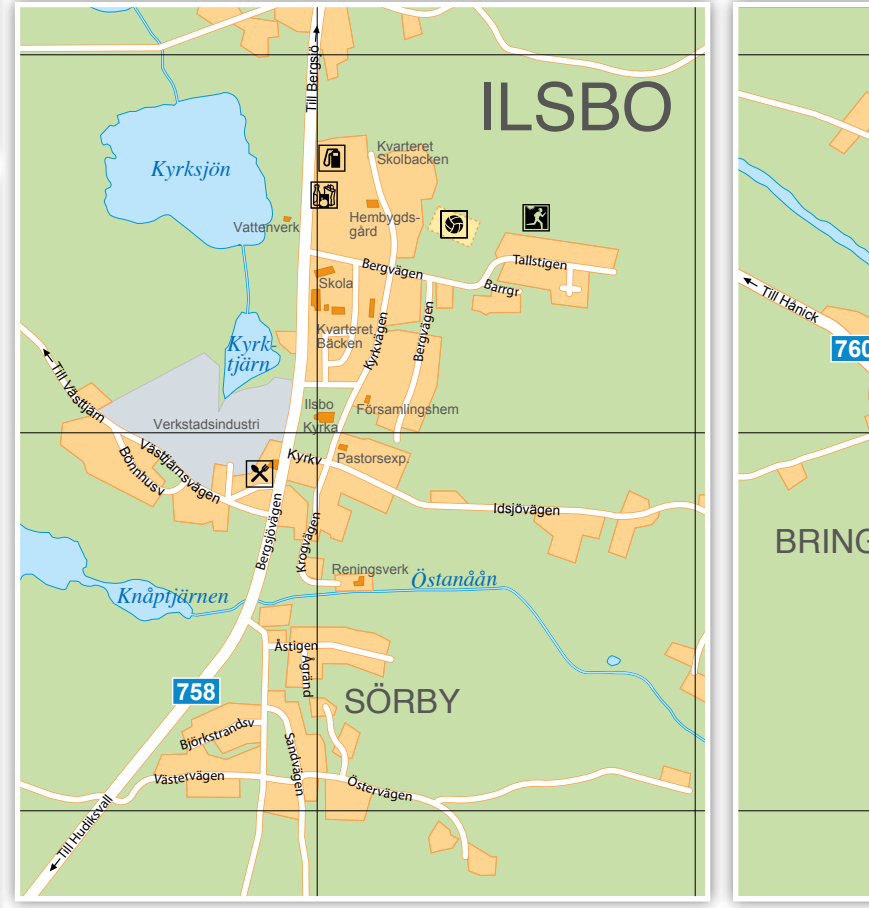 Till Bergsjö
ILSBO
Kyrksjön
Kvarteret
Skolbacken
Vattenverk
Hembygds-
gård
Bergvägen
Tallstigen
Barrgr
Skola
Till Hånick
Kvarteret
Bäcken
Kyrkvägen
Bergvägen
Kyrk-
tjärn
760
Till Västtjärn
Ilsbo
Kyrka
Församlingshem
Verkstadsindustri
Västtjärnsvägen
Bönnhusv
Kyrkv
Pastorsexp.
Idsjövägen
Bergsjövägen
Krogvägen
BRING
Reningsverk
Östanåån
Knåptjärnen
Åstigen
Ågränd
758
SÖRBY
Björkstrandsv
Sandvägen
Västervägen
Östervägen
Till Hudiksvall